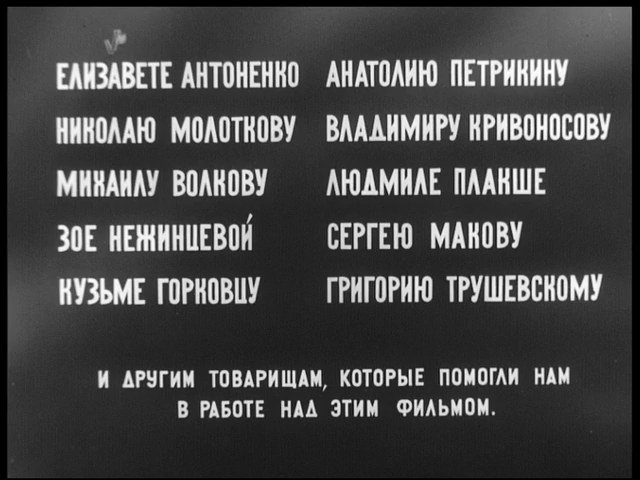 ЕЛИЗАВЕТЕ АНТОНЕНКО
НИКОЛАЮ МОЛОТКОВУ
МИХАИЛУ ВОЛКОВУ
ЗОЕ НЕЖИНЦЕВОЙ
КУЗЬМЕ ГОРКОВЦУ
АНАТОЛИЮ ПЕТРИКИНУ
ВЛАДИМИРУ КРИВОНОСОВУ
ЛЮДМИЛЕ ПЛАКШЕ
СЕРГЕЮ МАКОВУ
ГРИГОРИЮ ТРУШЕВСКОМУ
И ДРУГИМ ТОВАРИЩАМ, КОТОРЫЕ ПОМОГЛИ НАМ
В РАБОТЕ НАД ЭТИМ ФИЛЬМОМ.